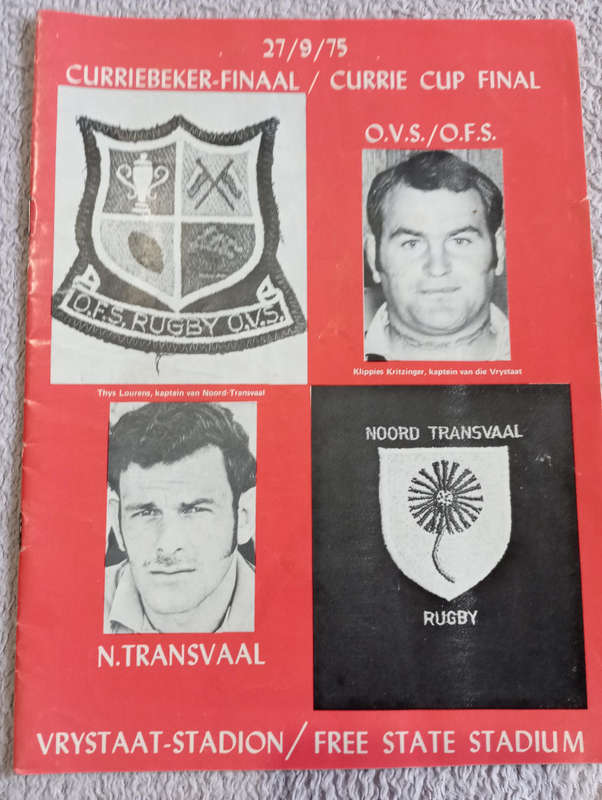 27/9/75
CURRIEBEKER-FINAAL / CURRIE CUP FINAL
O.V.S./O.F.S.
O.F.S. RUGBY O.V.S.
Klippies Kritzinger, kaptein van die Vrystaat
Thys Lourens, kaptein van Noord-Transvaal
NOORD TRANSVAAL
RUGBY
N.TRANSVAAL
VRYSTAAT-STADION/FREE STATE STADIUM